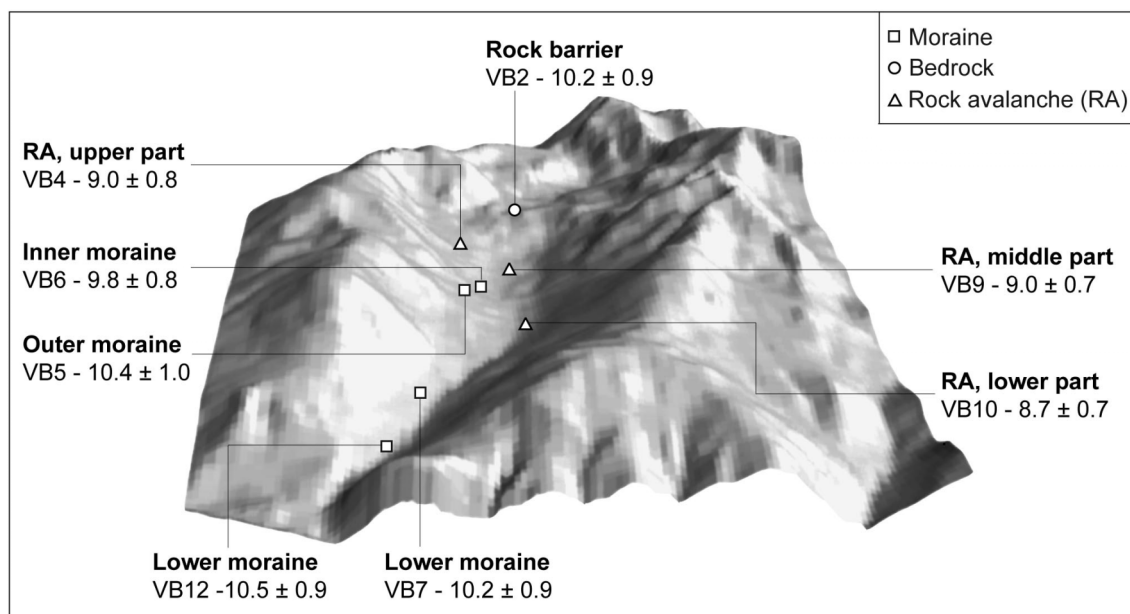 Rock barrier
VB2 - 10.2 ± 0.9
□ Moraine
○ Bedrock
△ Rock avalanche (RA)
RA, upper part
VB4 - 9.0 ± 0.8
Inner moraine
VB6 - 9.8 ± 0.8
Outer moraine
VB5 - 10.4 ± 1.0
RA, middle part
VB9 - 9.0 ± 0.7
RA, lower part
VB10 - 8.7 ± 0.7
Lower moraine
VB12 -10.5 ± 0.9
Lower moraine
VB7 - 10.2 ± 0.9